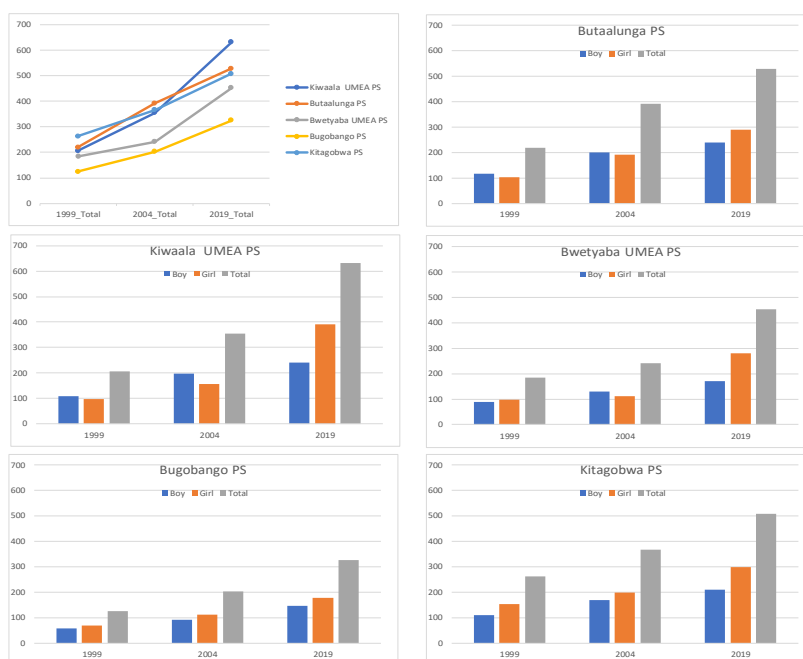 700
600
500
400
300
200
100
0
1999_Total 2004_Total 2019_Total
Kiwaala UMEA PS
Butaalunga PS
Bwetyaba UMEA PS
Bugobango PS
Kitagobwa PS
Butaalunga PS
Boy Girl Total
700
600
500
400
300
200
100
0
1999 2004 2019
Kiwaala UMEA PS
Boy Girl Total
700
600
500
400
300
200
100
0
1999 2004 2019
Bwetyaba UMEA PS
Boy Girl Total
700
600
500
400
300
200
100
0
1999 2004 2019
Bugobango PS
Boy Girl Total
700
600
500
400
300
200
100
0
1999 2004 2019
Kitagobwa PS
Boy Girl Total
700
600
500
400
300
200
100
0
1999 2004 2019